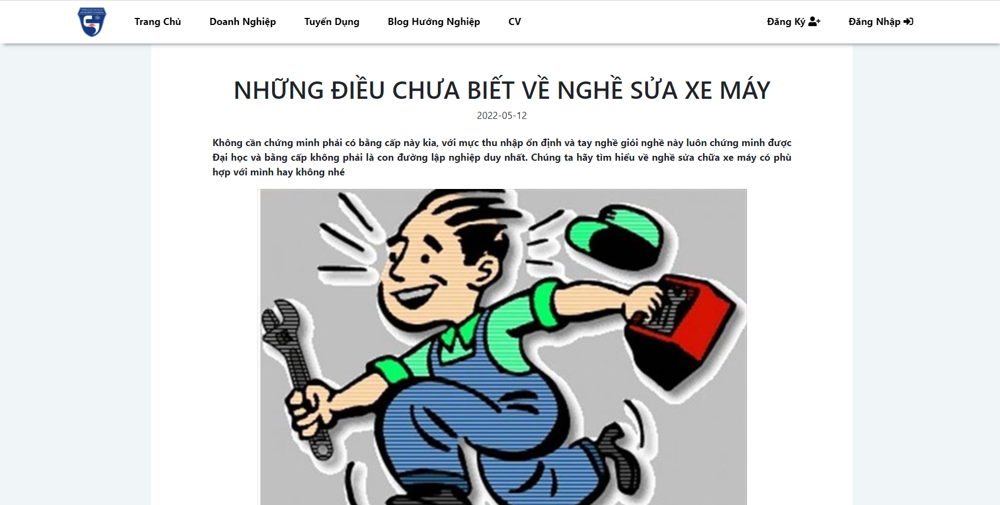 Trang Chủ Doanh Nghiệp Tuyển Dụng Blog Hướng Nghiệp CV Đăng Ký Đăng Nhập
NHỮNG ĐIỀU CHƯA BIẾT VỀ NGHỀ SỬA XE MÁY
2022-05-12
Không cần chứng minh phải có bằng cấp này kia, với mực thu nhập ổn định và tay nghề giỏi nghề này luôn chứng minh được
Đại học và bằng cấp không phải là con đường lập nghiệp duy nhất. Chúng ta hãy tìm hiểu về nghề sửa chữa xe máy có phù
hợp với mình hay không nhé